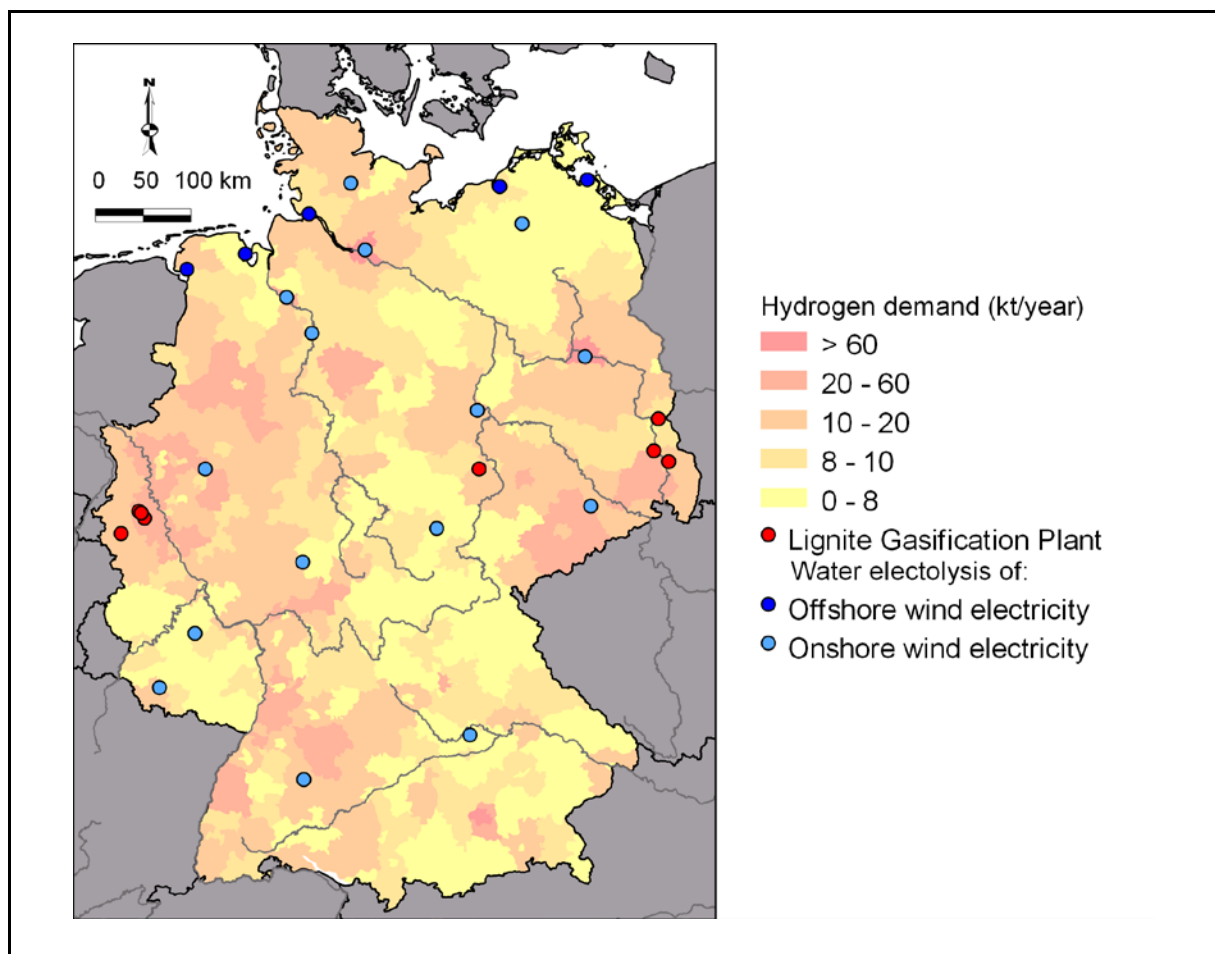 N
0 50 100 km
Hydrogen demand (kt/year)
> 60
20 - 60
10 - 20
8 - 10
0 - 8
Lignite Gasification Plant
Water electolysis of:
Offshore wind electricity
Onshore wind electricity